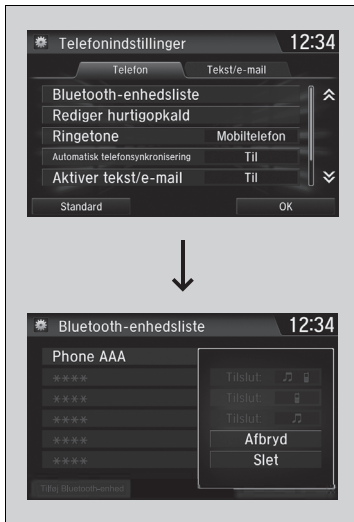 Telefonindstillinger 12:34
Telefon Tekst/e-mail
Bluetooth-enhedsliste
Rediger hurtigopkald
Ringetone Mobiltelefon
Automatisk telefonsynkronisering Til
Aktiver tekst/e-mail Til
Standard OK
Bluetooth-enhedsliste 12:34
Phone AAA
**** Tilslut:
**** Tilslut:
**** Tilslut:
**** Afbryd
**** Slet
Tilføj Bluetooth-enhed